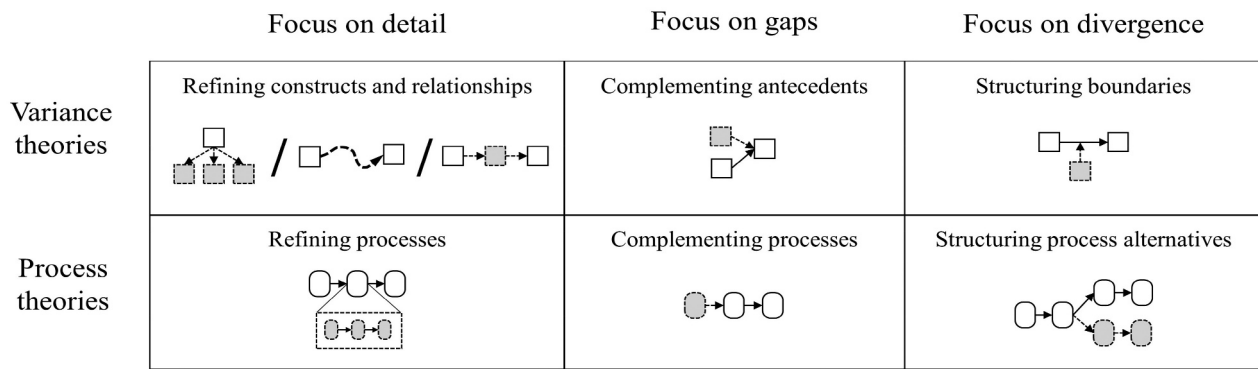 Focus on detail
Focus on gaps
Focus on divergence
Variance
theories
Refining constructs and relationships
Complementing antecedents
Structuring boundaries
Process
theories
Refining processes
Complementing processes
Structuring process alternatives